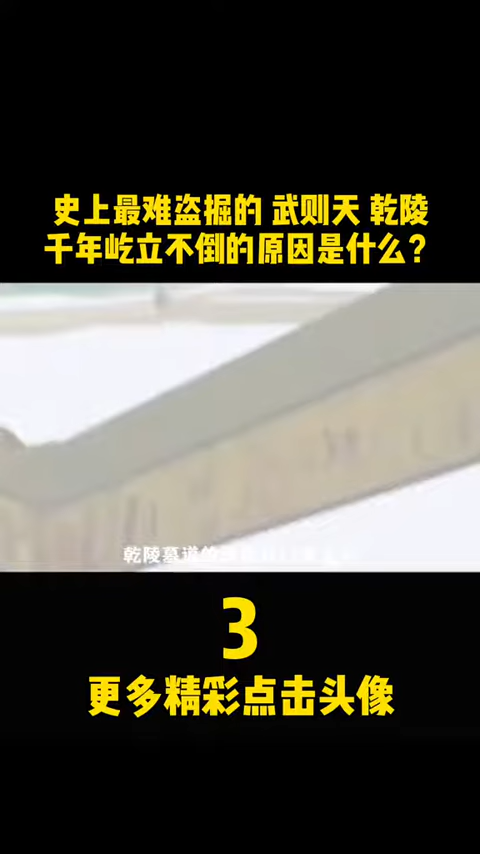 史上最难盗掘的 武则天 乾陵
千年屹立不倒的原因是什么？
乾陵墓道的
3
更多精彩点击头像